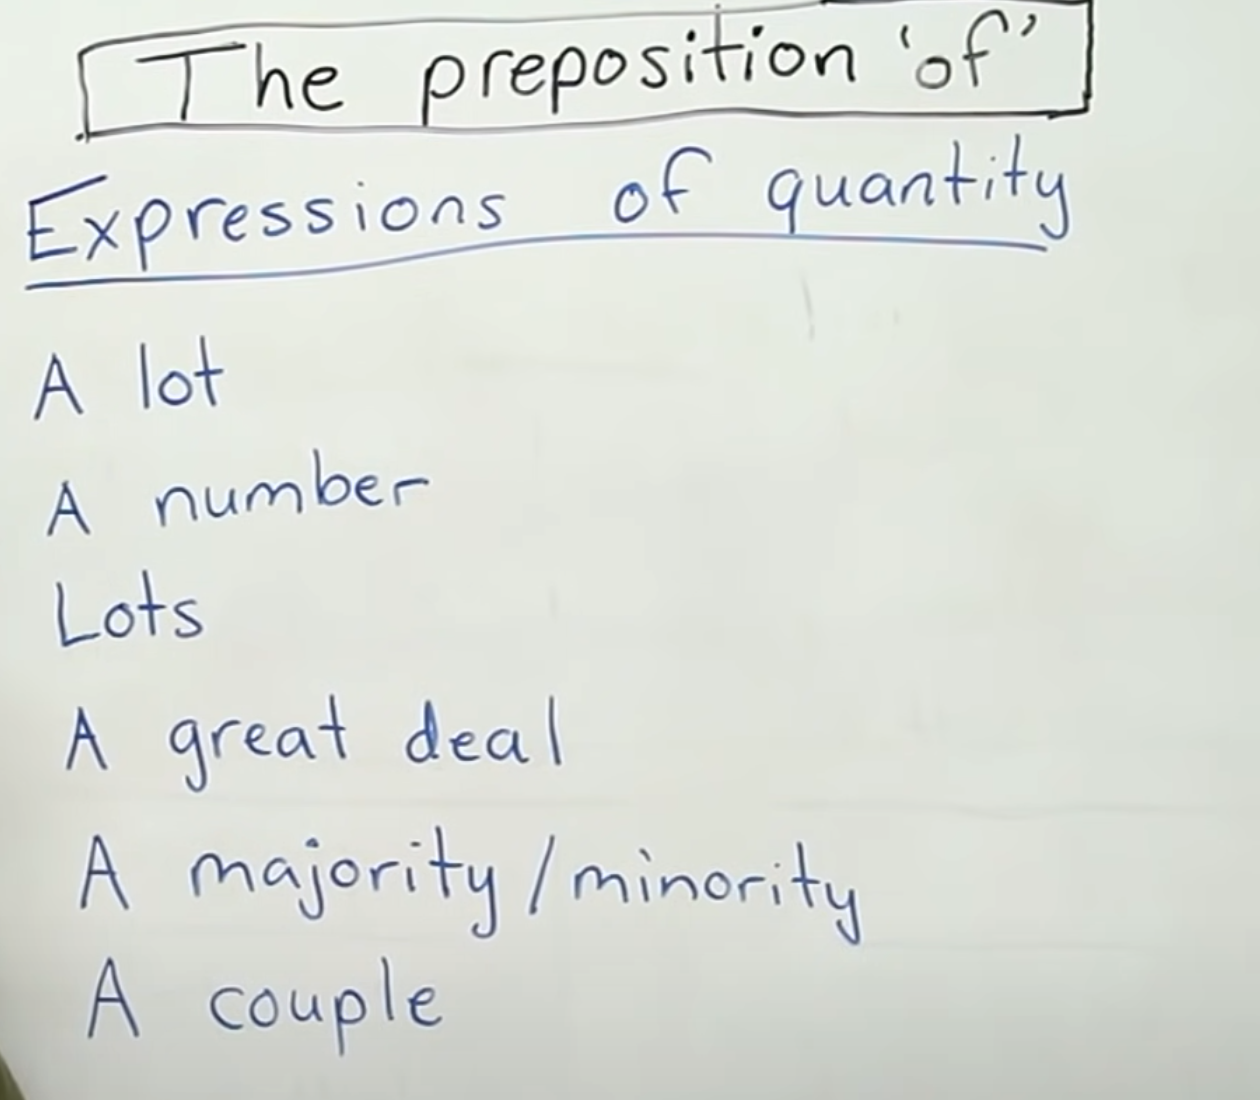 The preposition 'of'
Expressions of quantity
A lot
A number
Lots
A great deal
A majority/minority
A couple